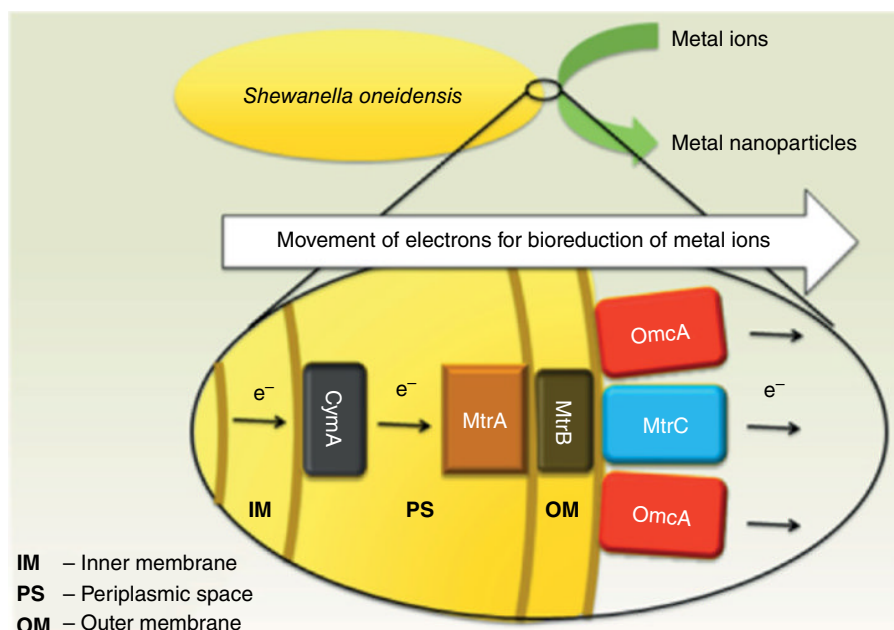 Metal ions
Shewanella oneidensis
Metal nanoparticles
Movement of electrons for bioreduction of metal ions
OmcA
e⁻ e⁻ e⁻
CymA MtrA MtrB MtrC
IM PS OM
OmcA
IM – Inner membrane
PS – Periplasmic space
OM – Outer membrane